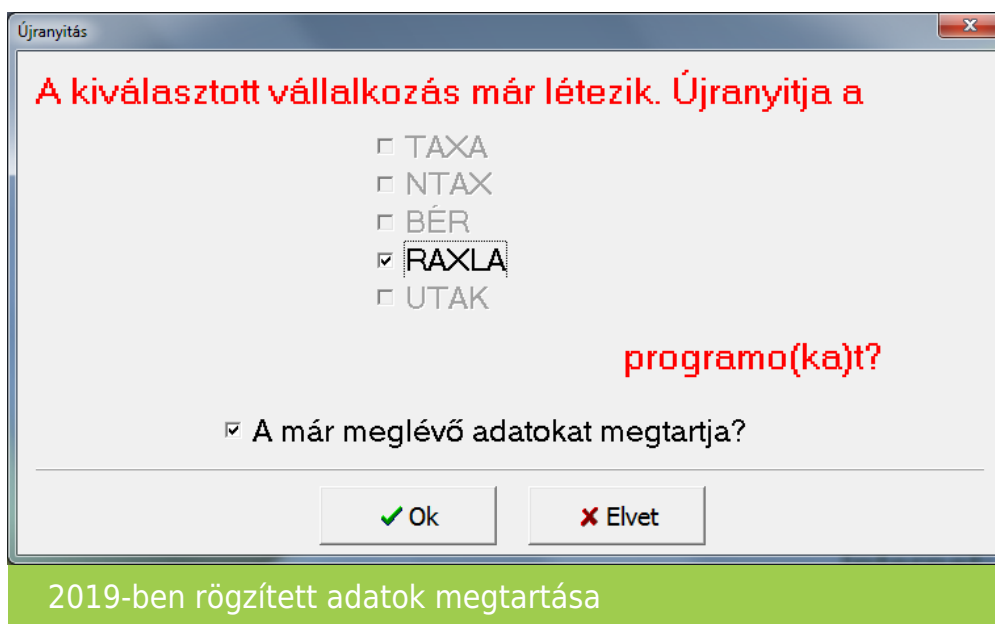 Újranyitás
A kiválasztott vállalkozás már létezik. Újranyitja a
TAXA
NTAX
BÉR
RAXLA
UTAK
programo(ka)t?
A már meglévő adatokat megtartja?
Ok
Elvet
2019-ben rögzített adatok megtartása